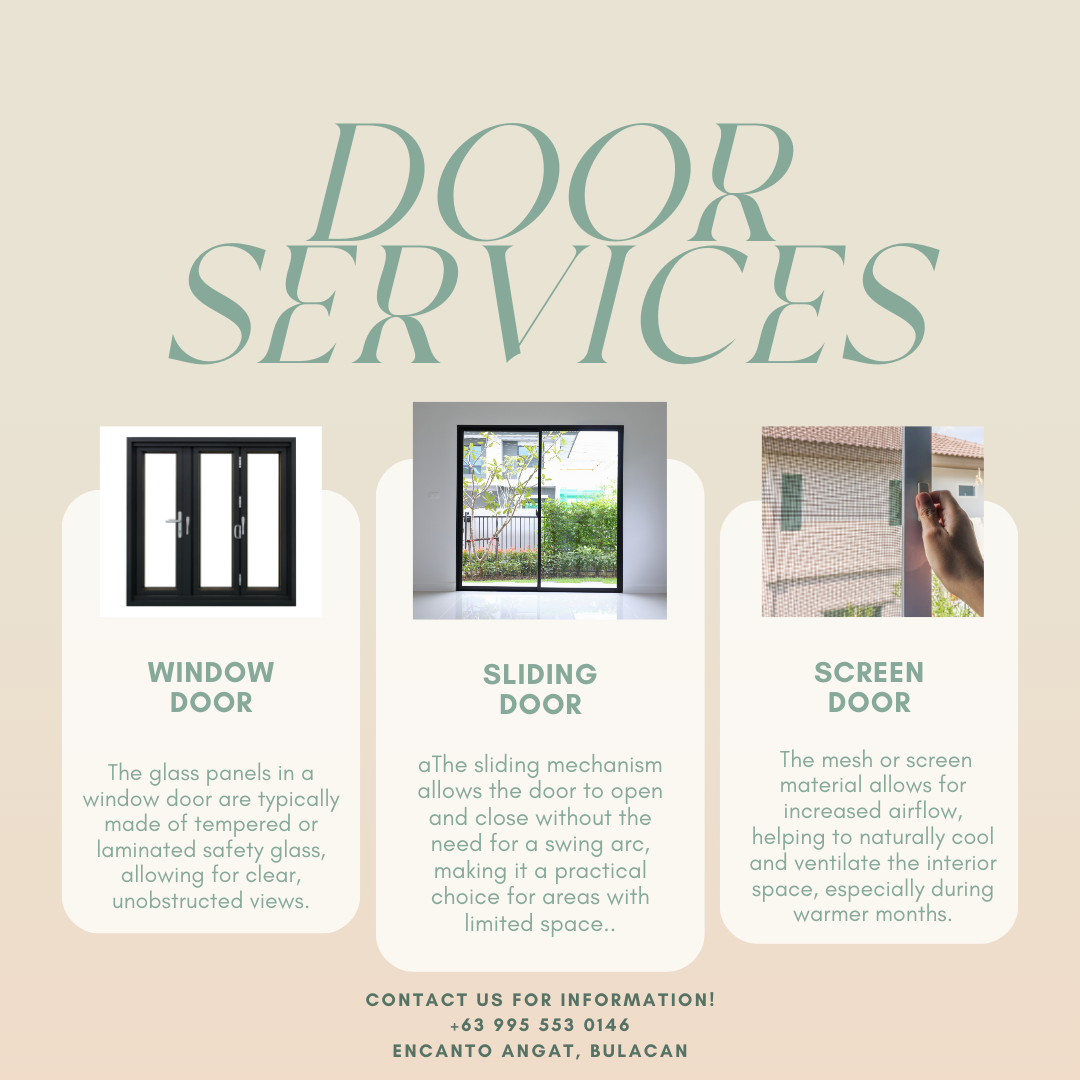 DOOR
SERVICES
WINDOW
DOOR
The glass panels in a
window door are typically
made of tempered or
laminated safety glass,
allowing for clear,
unobstructed views.
SLIDING
DOOR
aThe sliding mechanism
allows the door to open
and close without the
need for a swing arc,
making it a practical
choice for areas with
limited space..
SCREEN
DOOR
The mesh or screen
material allows for
increased airflow,
helping to naturally cool
and ventilate the interior
space, especially during
warmer months.
CONTACT US FOR INFORMATION!
+63 995 553 0146
ENCANTO ANGAT, BULACAN